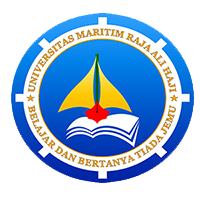 UNIVERSITAS MARITIM RAJA ALI HAJI
BELAJAR DAN BERTANYA TIADA JEMU